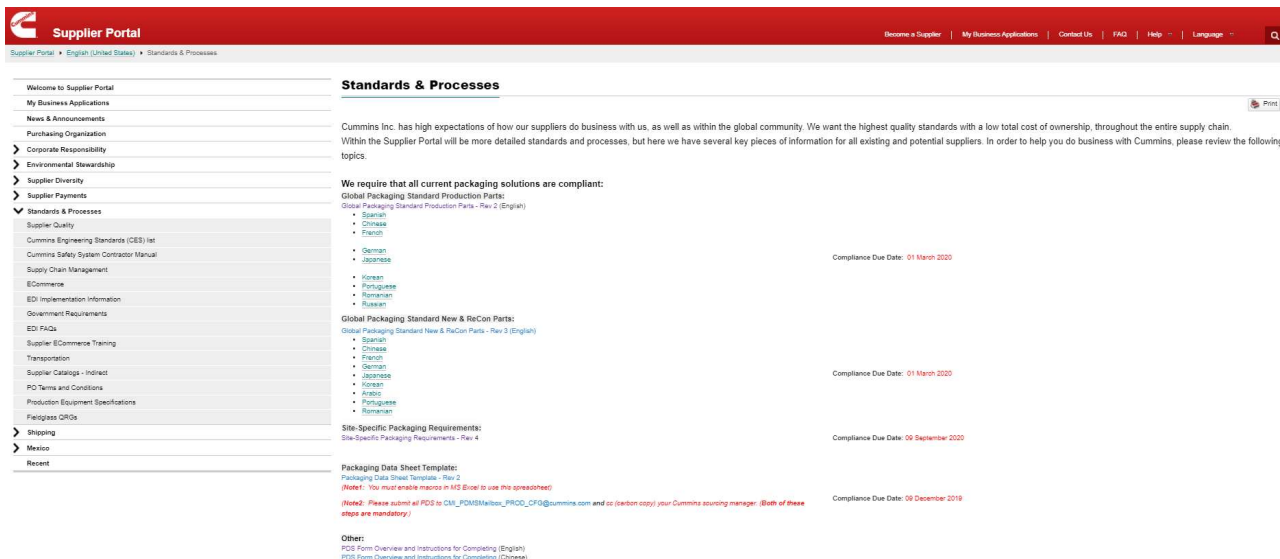 Cummins
Supplier Portal
Become a Supplier | My Business Applications | Contact Us | FAQ | Help | Language
Supplier Portal ▸ English (United States) ▸ Standards & Processes
Welcome to Supplier Portal
My Business Applications
News & Announcements
Purchasing Organization
Corporate Responsibility
Environmental Stewardship
Supplier Diversity
Supplier Payments
Standards & Processes
Supplier Quality
Cummins Engineering Standards (CES) list
Cummins Safety System Contractor Manual
Supply Chain Management
ECommerce
EDI Implementation Information
Government Requirements
EDI FAQs
Supplier ECommerce Training
Transportation
Supplier Catalogs - Indirect
PO Terms and Conditions
Production Equipment Specifications
Fieldglass QRGs
Shipping
Mexico
Recent
Standards & Processes
Print
Cummins Inc. has high expectations of how our suppliers do business with us, as well as within the global community. We want the highest quality standards with a low total cost of ownership, throughout the entire supply chain.
Within the Supplier Portal will be more detailed standards and processes, but here we have several key pieces of information for all existing and potential suppliers. In order to help you do business with Cummins, please review the following
topics.
We require that all current packaging solutions are compliant:
Global Packaging Standard Production Parts:
Global Packaging Standard Production Parts - Rev 2 (English)
• Spanish
• Chinese
• French
• German
• Japanese
Compliance Due Date: 01 March 2020
• Korean
• Portuguese
• Romanian
• Russian
Global Packaging Standard New & ReCon Parts:
Global Packaging Standard New & ReCon Parts - Rev 3 (English)
• Spanish
• Chinese
• French
• German
• Japanese
Compliance Due Date: 01 March 2020
• Korean
• Arabic
• Portuguese
• Romanian
Site-Specific Packaging Requirements:
Site-Specific Packaging Requirements - Rev 4
Compliance Due Date: 09 September 2020
Packaging Data Sheet Template:
Packaging Data Sheet Template - Rev 2
(Note1: You must enable macros in MS Excel to use this spreadsheet)
(Note2: Please submit all PDS to CMI_PDMSMailbox_PROD_CFG@cummins.com and cc (carbon copy) your Cummins sourcing manager. (Both of these
steps are mandatory.)
Compliance Due Date: 09 December 2019
Other:
PDS Form Overview and Instructions for Completing (English)
PDS Form Overview and Instructions for Completing (Chinese)